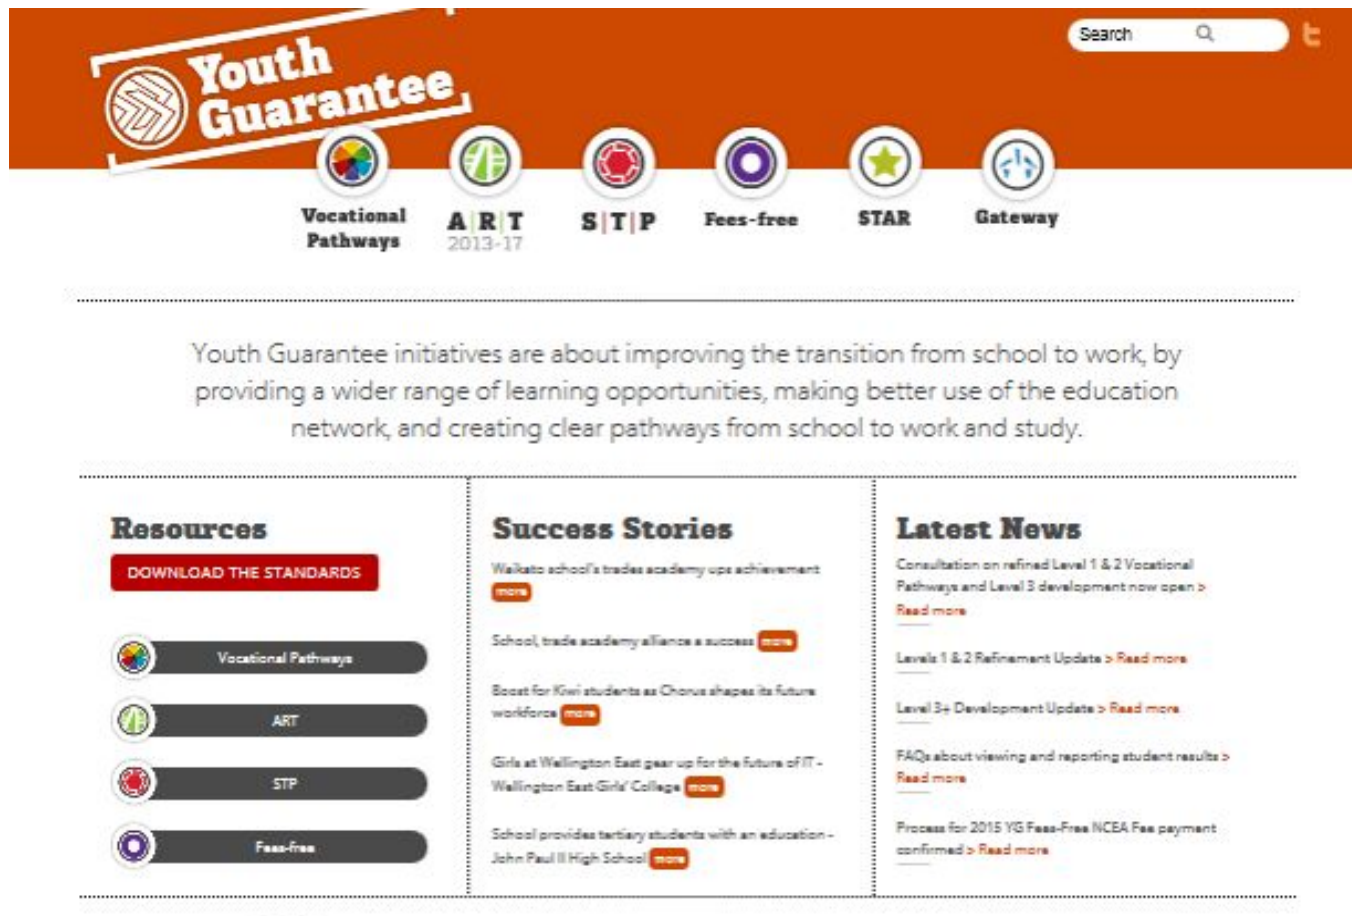 Search
Youth
Guarantee
Vocational
Pathways
A|R|T
2013-17
S|T|P
Fees-free
STAR
Gateway
Youth Guarantee initiatives are about improving the transition from school to work, by
providing a wider range of learning opportunities, making better use of the education
network, and creating clear pathways from school to work and study.
Resources
DOWNLOAD THE STANDARDS
Vocational Pathways
ART
STP
Fees-free
Success Stories
Waikato school's trades academy ups achievement
more
School, trade academy alliance a success more
Boost for Kiwi students as Chorus shapes its future
workforce more
Girls at Wellington East gear up for the future of IT -
Wellington East Girls' College more
School provides tertiary students with an education -
John Paul II High School more
Latest News
Consultation on refined Level 1 & 2 Vocational
Pathways and Level 3 development now open >
Read more
Levels 1 & 2 Refinement Update > Read more
Level 3+ Development Update > Read more
FAQs about viewing and reporting student results >
Read more
Process for 2015 YG Fees-Free NCEA Fee payment
confirmed > Read more